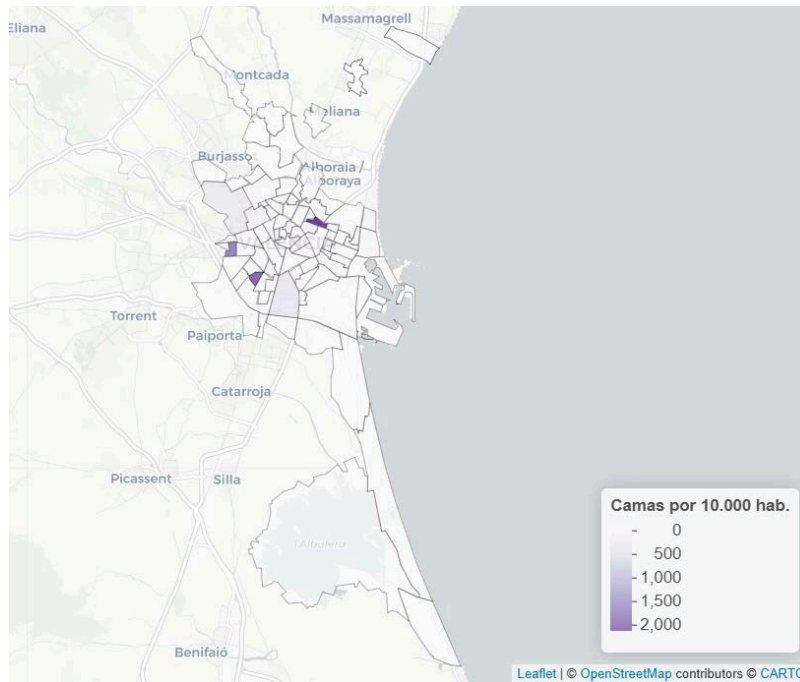 Massamagrell
Eliana
Montcada
Meliana
Burjassot
Alboraia /
Alboraya
VALÈNCIA
Torrent
Paiporta
Catarroja
Picassent
Silla
l'Albufera
Benifaió
Camas por 10.000 hab.
0
500
1,000
1,500
2,000
Leaflet | © OpenStreetMap contributors © CARTO